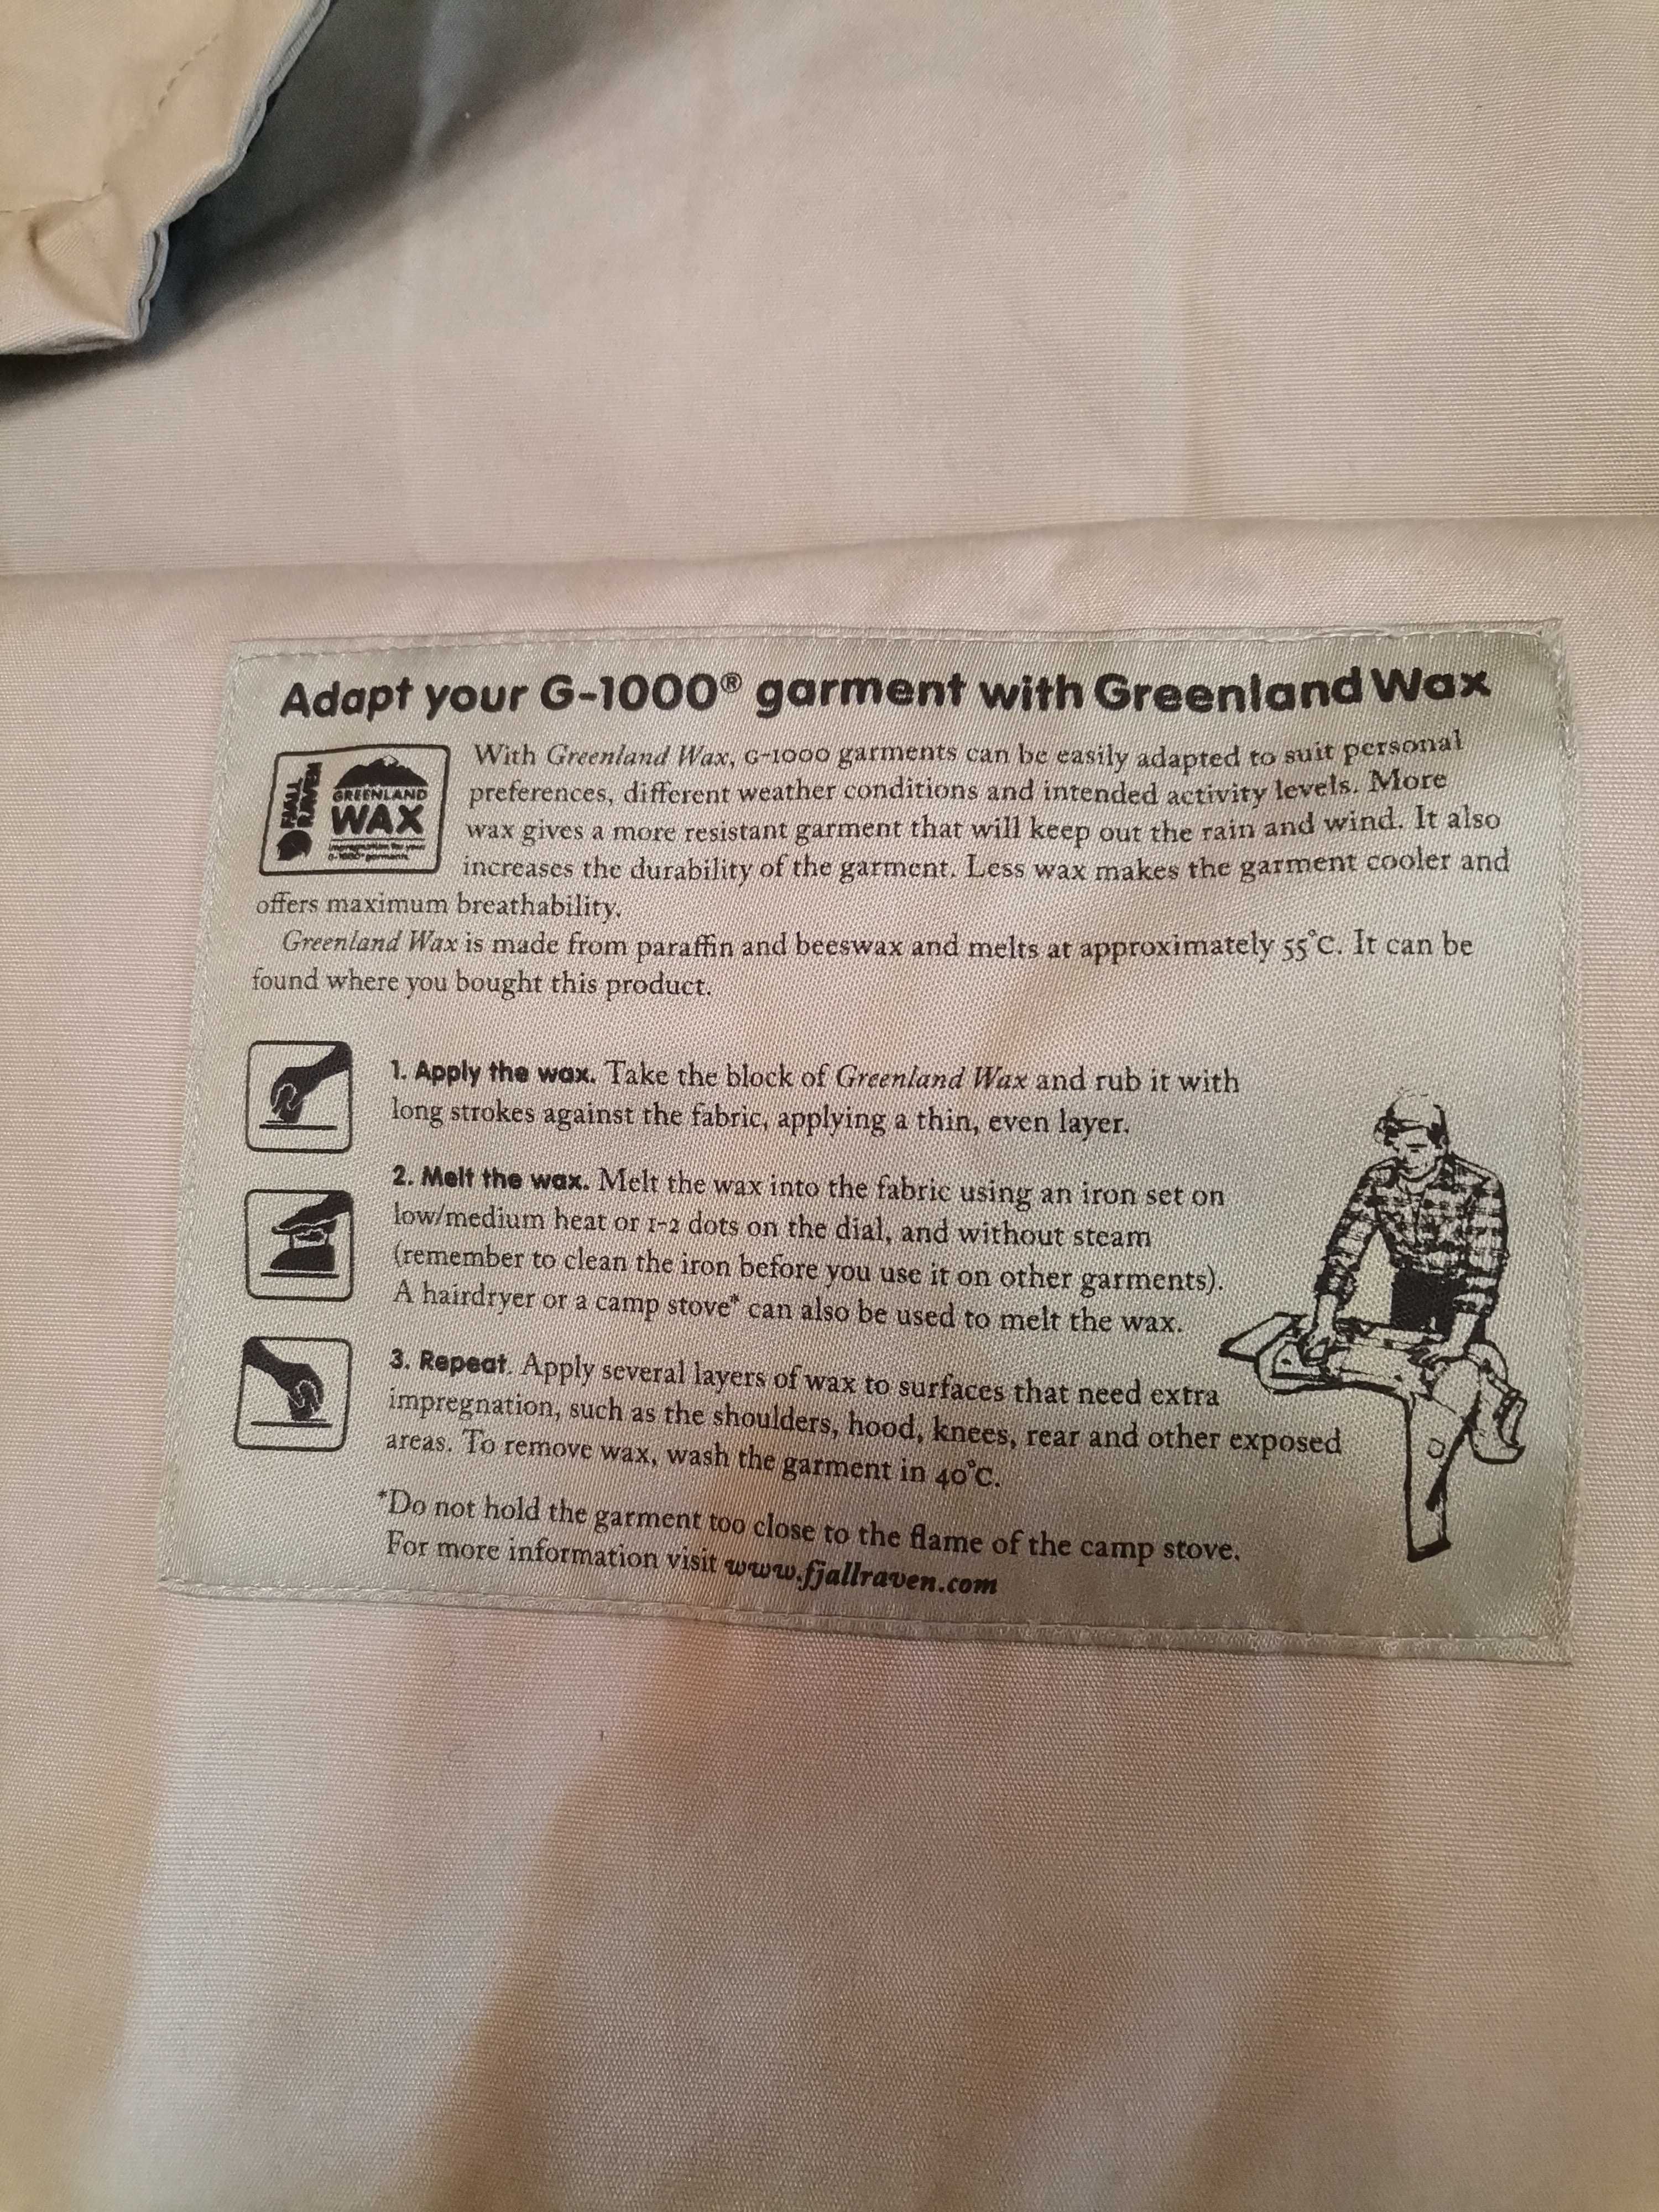 Adapt your G-1000® garment with Greenland Wax
FJÄLL
RÄVEN
GREENLAND
WAX
impregnation for your
G-1000® garments
With Greenland Wax, G-1000 garments can be easily adapted to suit personal
preferences, different weather conditions and intended activity levels. More
wax gives a more resistant garment that will keep out the rain and wind. It also
increases the durability of the garment. Less wax makes the garment cooler and
offers maximum breathability.
Greenland Wax is made from paraffin and beeswax and melts at approximately 55°C. It can be
found where you bought this product.
1. Apply the wax. Take the block of Greenland Wax and rub it with
long strokes against the fabric, applying a thin, even layer.
2. Melt the wax. Melt the wax into the fabric using an iron set on
low/medium heat or 1-2 dots on the dial, and without steam
(remember to clean the iron before you use it on other garments).
A hairdryer or a camp stove* can also be used to melt the wax.
3. Repeat. Apply several layers of wax to surfaces that need extra
impregnation, such as the shoulders, hood, knees, rear and other exposed
areas. To remove wax, wash the garment in 40°C.
*Do not hold the garment too close to the flame of the camp stove.
For more information visit www.fjallraven.com